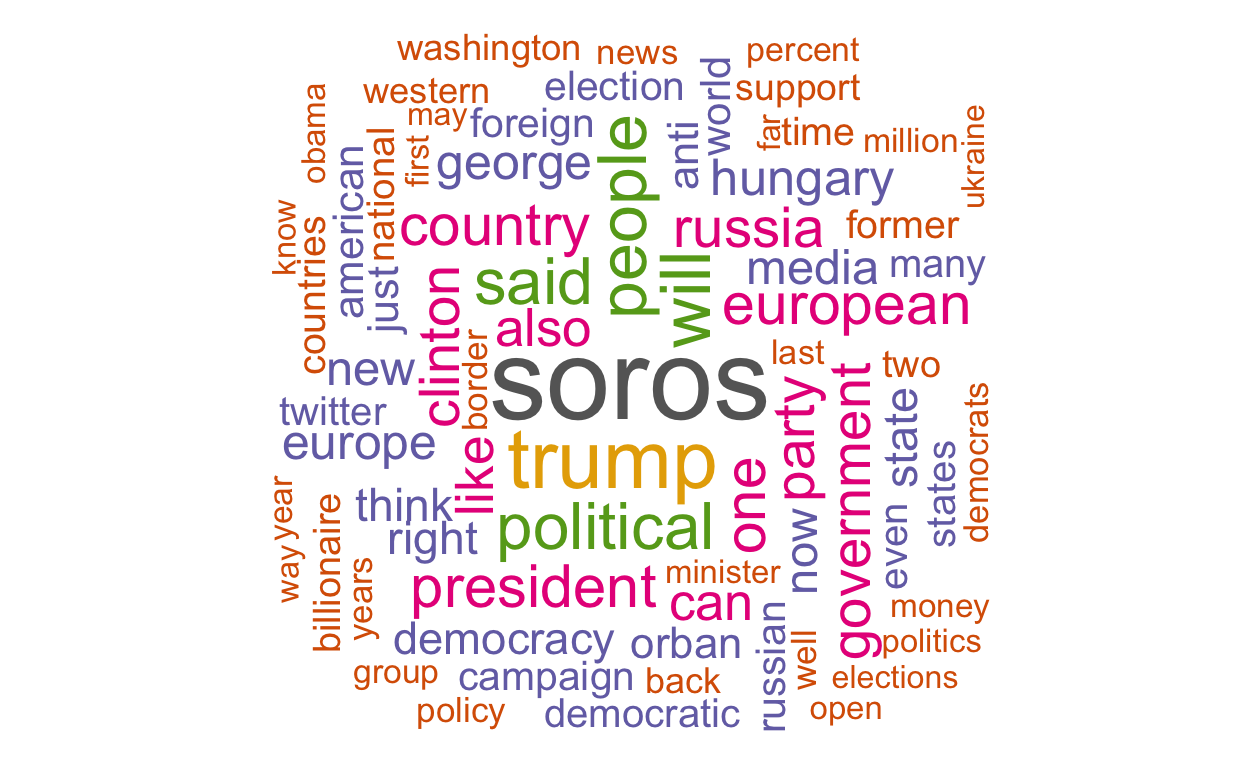 washington
news
percent
western
election
world
support
obama
may
foreign
people
anti
far
time
million
ukraine
first
george
hungary
american
national
know
countries
country
russia
former
just
said
will
media
many
clinton
also
european
border
soros
last
two
new
twitter
europe
like
trump
party
government
state
democrats
states
year
way
billionaire
years
think
right
political
one
now
even
president
minister
can
money
democracy
orban
russian
well
politics
group
campaign
back
elections
policy
democratic
open